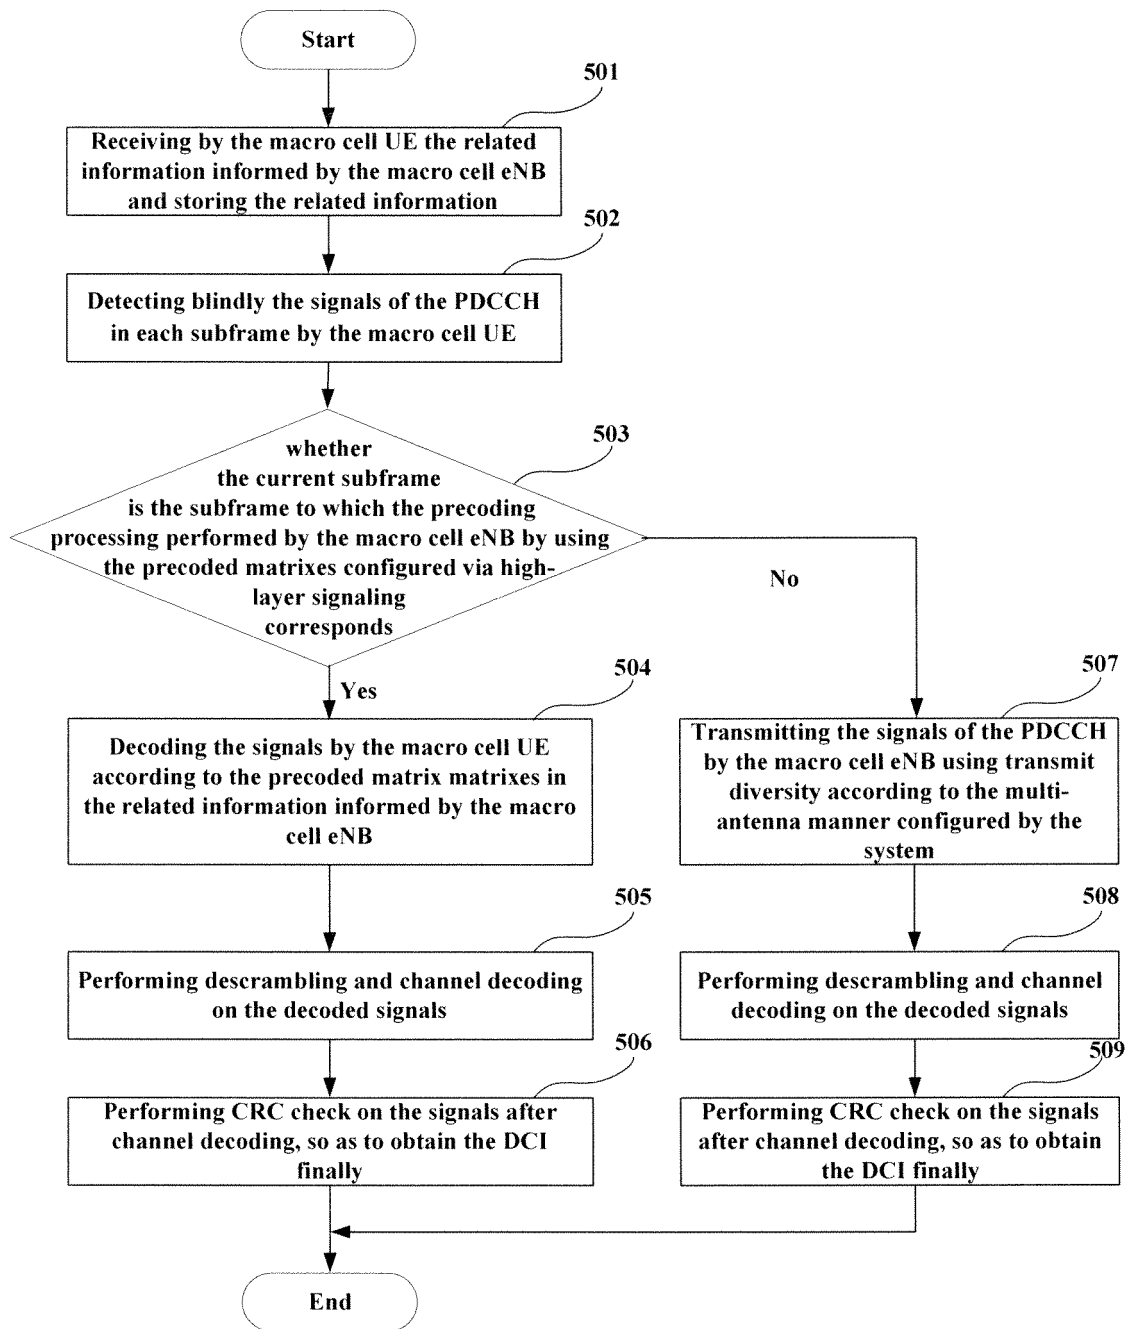 Start
501
Receiving by the macro cell UE the related
information informed by the macro cell eNB
and storing the related information
502
Detecting blindly the signals of the PDCCH
in each subframe by the macro cell UE
503
whether
the current subframe
is the subframe to which the precoding
processing performed by the macro cell eNB by using
the precoded matrixes configured via high-
layer signaling
corresponds
No
Yes
504
Decoding the signals by the macro cell UE
according to the precoded matrix matrixes in
the related information informed by the macro
cell eNB
507
Transmitting the signals of the PDCCH
by the macro cell eNB using transmit
diversity according to the multi-
antenna manner configured by the
system
505
Performing descrambling and channel decoding
on the decoded signals
508
Performing descrambling and channel
decoding on the decoded signals
506
Performing CRC check on the signals after
channel decoding, so as to obtain the DCI
finally
509
Performing CRC check on the signals
after channel decoding, so as to obtain
the DCI finally
End